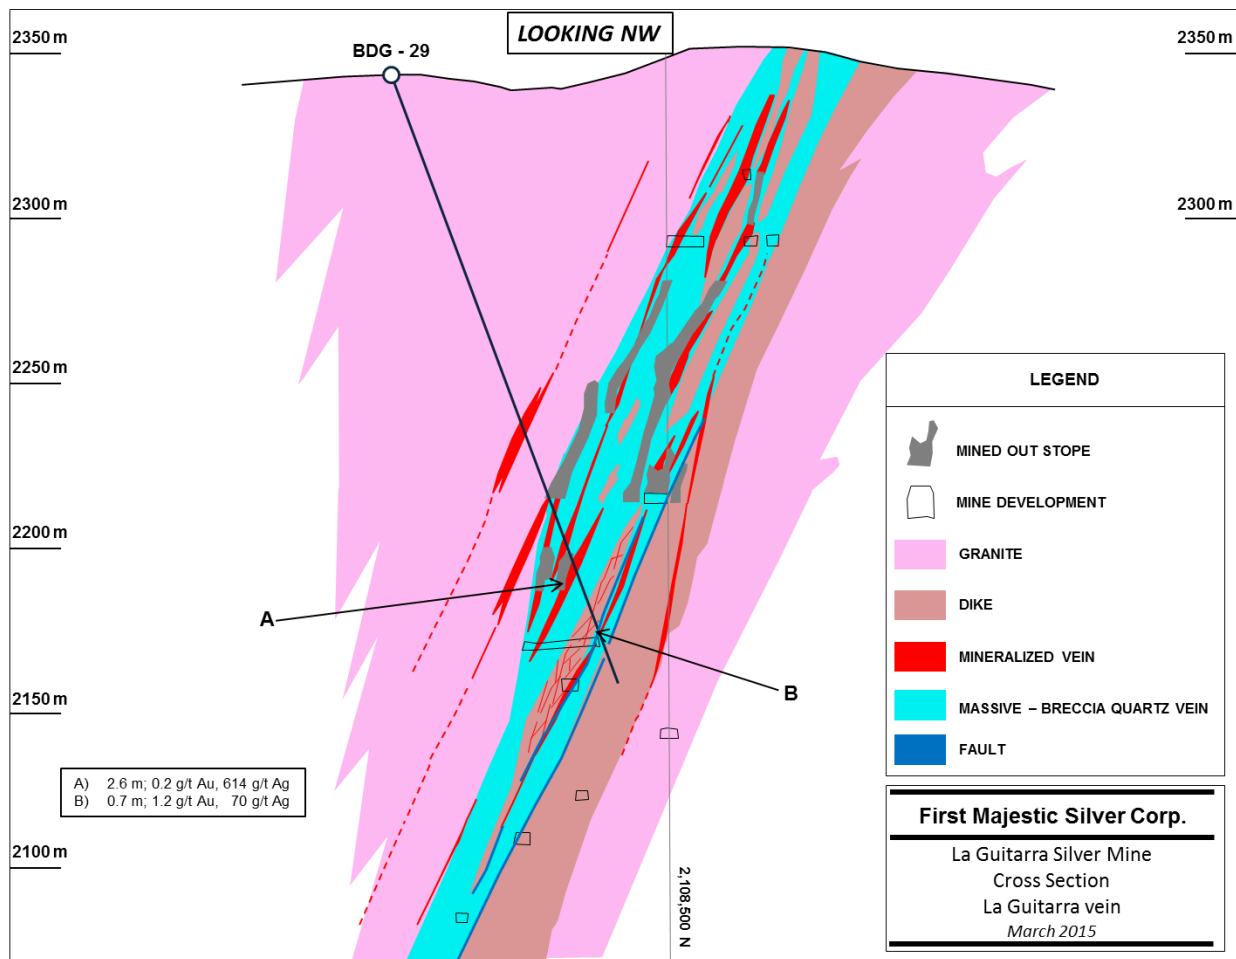 LOOKING NW
2350 m
2350 m
BDG - 29
2300 m
2300 m
2250 m
2200 m
2150 m
2100 m
A
B
2,108,500 N
A) 2.6 m; 0.2 g/t Au, 614 g/t Ag
B) 0.7 m; 1.2 g/t Au, 70 g/t Ag
LEGEND
MINED OUT STOPE
MINE DEVELOPMENT
GRANITE
DIKE
MINERALIZED VEIN
MASSIVE – BRECCIA QUARTZ VEIN
FAULT
First Majestic Silver Corp.
La Guitarra Silver Mine
Cross Section
La Guitarra vein
March 2015